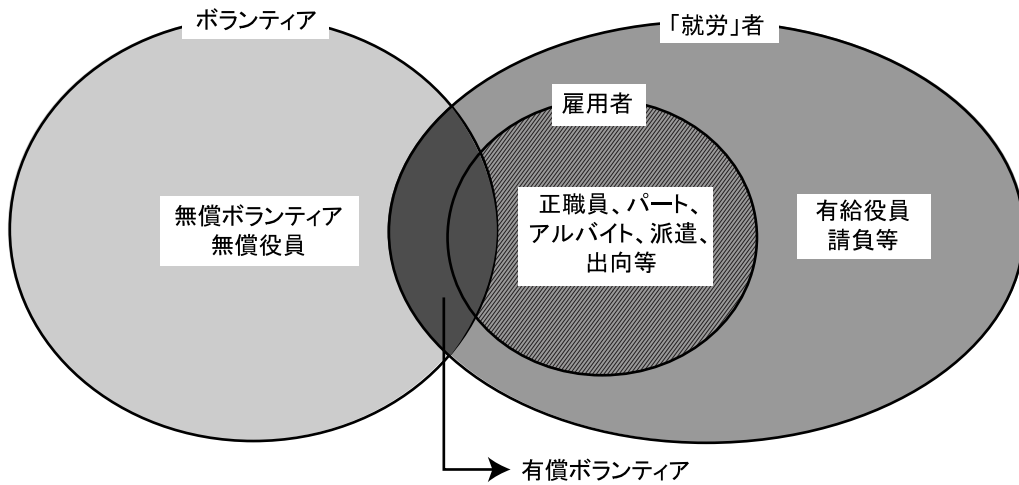 ボランティア
「就労」者
雇用者
無償ボランティア
無償役員
正職員、パート、
アルバイト、派遣、
出向等
有給役員
請負等
有償ボランティア